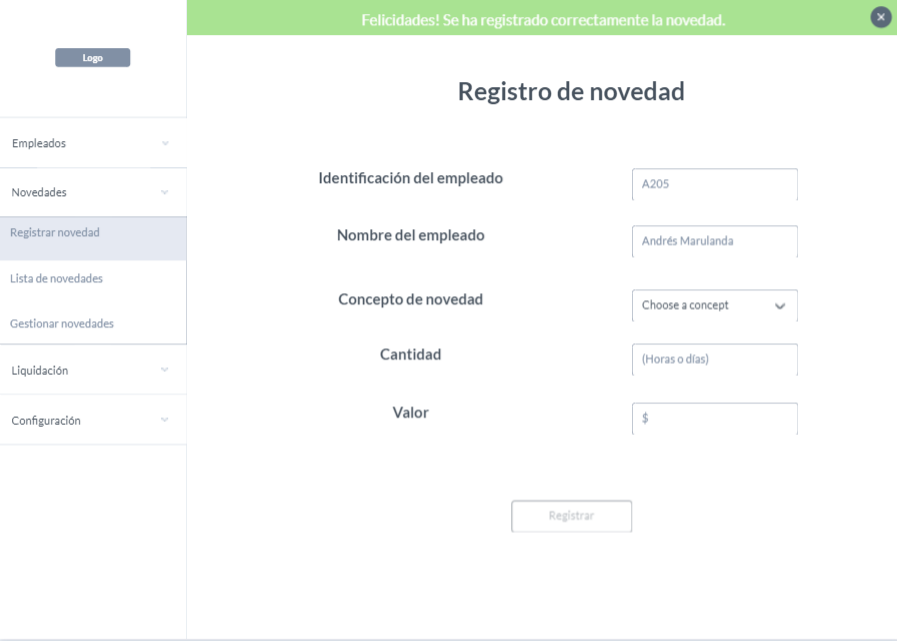 Felicidades! Se ha registrado correctamente la novedad.
Logo
Empleados
Novedades
Registrar novedad
Lista de novedades
Gestionar novedades
Liquidación
Configuración
Registro de novedad
Identificación del empleado
A205
Nombre del empleado
Andrés Marulanda
Concepto de novedad
Choose a concept
Cantidad
(Horas o días)
Valor
$
Registrar